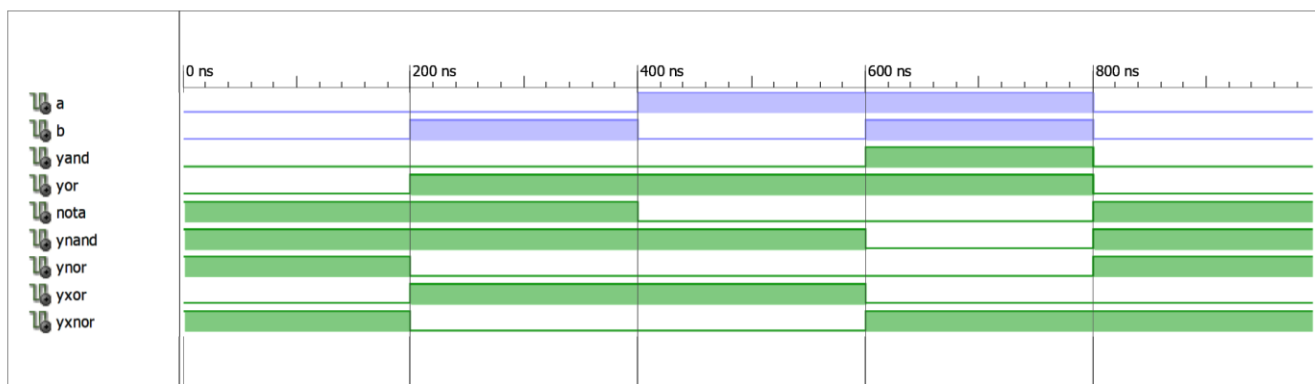 0 ns 200 ns 400 ns 600 ns 800 ns
a
b
yand
yor
nota
ynand
ynor
yxor
yxnor